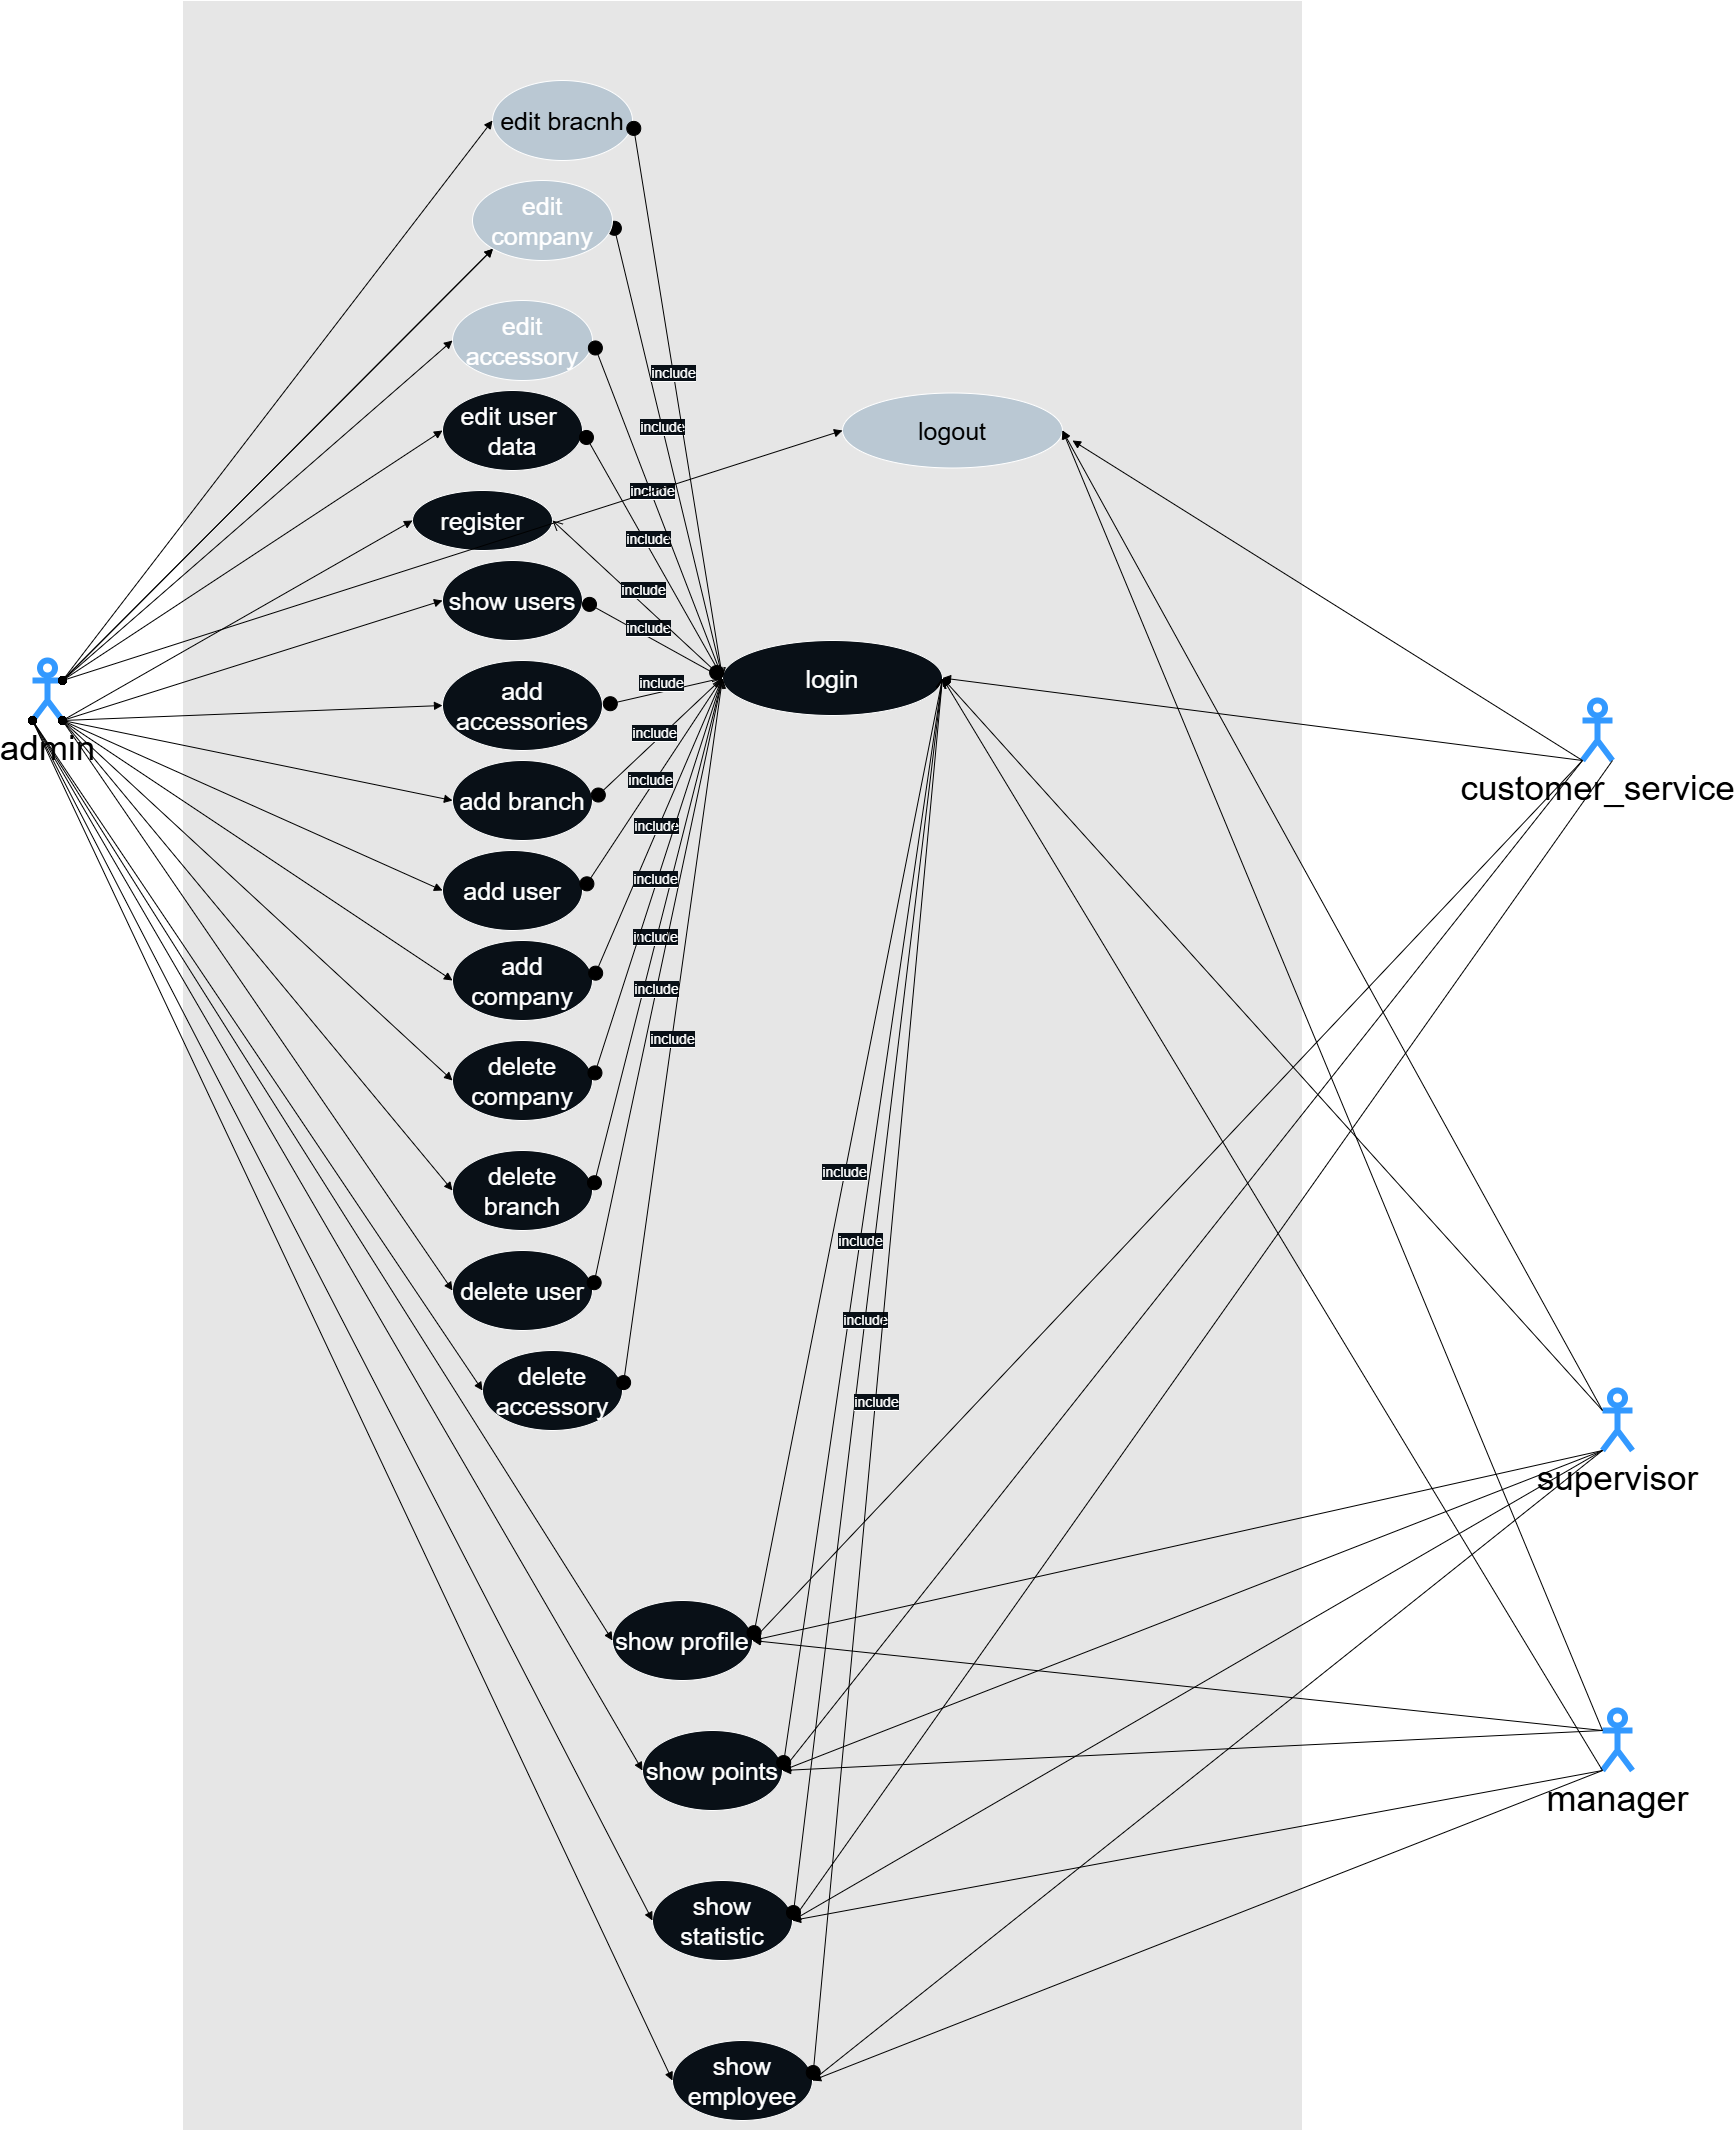 edit bracnh
edit
company
edit
accessory
include
edit user
data
include
logout
include
register
include
include
show users
include
login
add
accessories
include
admin
include
customer_service
add branch
include
include
add user
include
add
company
include
include
include
delete
company
include
delete
branch
include
delete user
include
include
delete
accessory
include
supervisor
show profile
show points
manager
show
statistic
show
employee